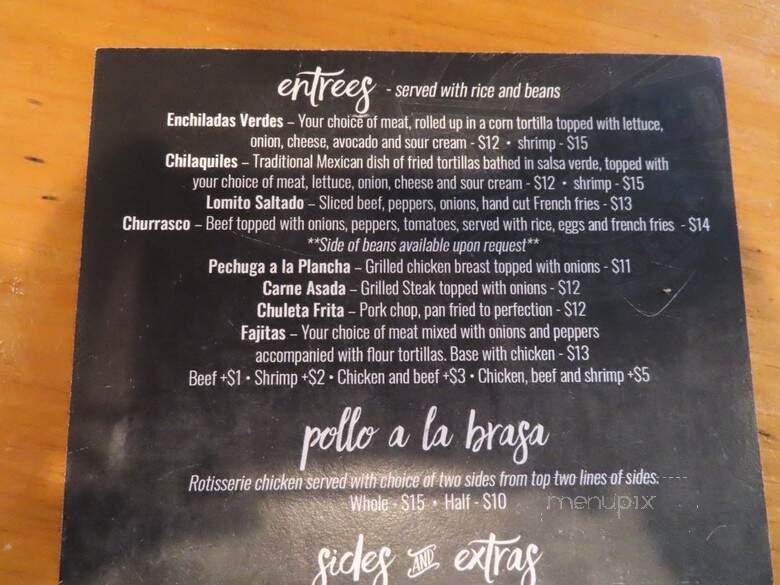 entrees - served with rice and beans
Enchiladas Verdes – Your choice of meat, rolled up in a corn tortilla topped with lettuce,
onion, cheese, avocado and sour cream - $12 • shrimp - $15
Chilaquiles – Traditional Mexican dish of fried tortillas bathed in salsa verde, topped with
your choice of meat, lettuce, onion, cheese and sour cream - $12 • shrimp - $15
Lomito Saltado – Sliced beef, peppers, onions, hand cut French fries - $13
Churrasco – Beef topped with onions, peppers, tomatoes, served with rice, eggs and french fries - $14
**Side of beans available upon request**
Pechuga a la Plancha – Grilled chicken breast topped with onions - $11
Carne Asada – Grilled Steak topped with onions - $12
Chuleta Frita – Pork chop, pan fried to perfection - $12
Fajitas – Your choice of meat mixed with onions and peppers
accompanied with flour tortillas. Base with chicken - $13
Beef +$1 • Shrimp +$2 • Chicken and beef +$3 • Chicken, beef and shrimp +$5
pollo a la brasa
Rotisserie chicken served with choice of two sides from top two lines of sides.
Whole - $15 • Half - $10
menupix
sides AND extras